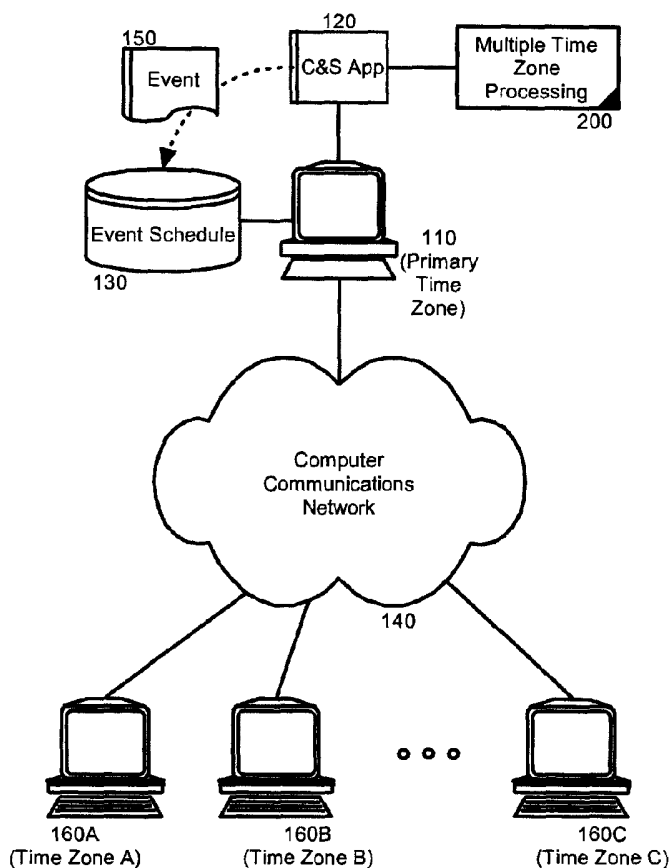 150
120
Event
C&S App
Multiple Time
Zone
Processing
200
Event Schedule
130
110
(Primary
Time
Zone)
Computer
Communications
Network
140
160A
(Time Zone A)
160B
(Time Zone B)
160C
(Time Zone C)